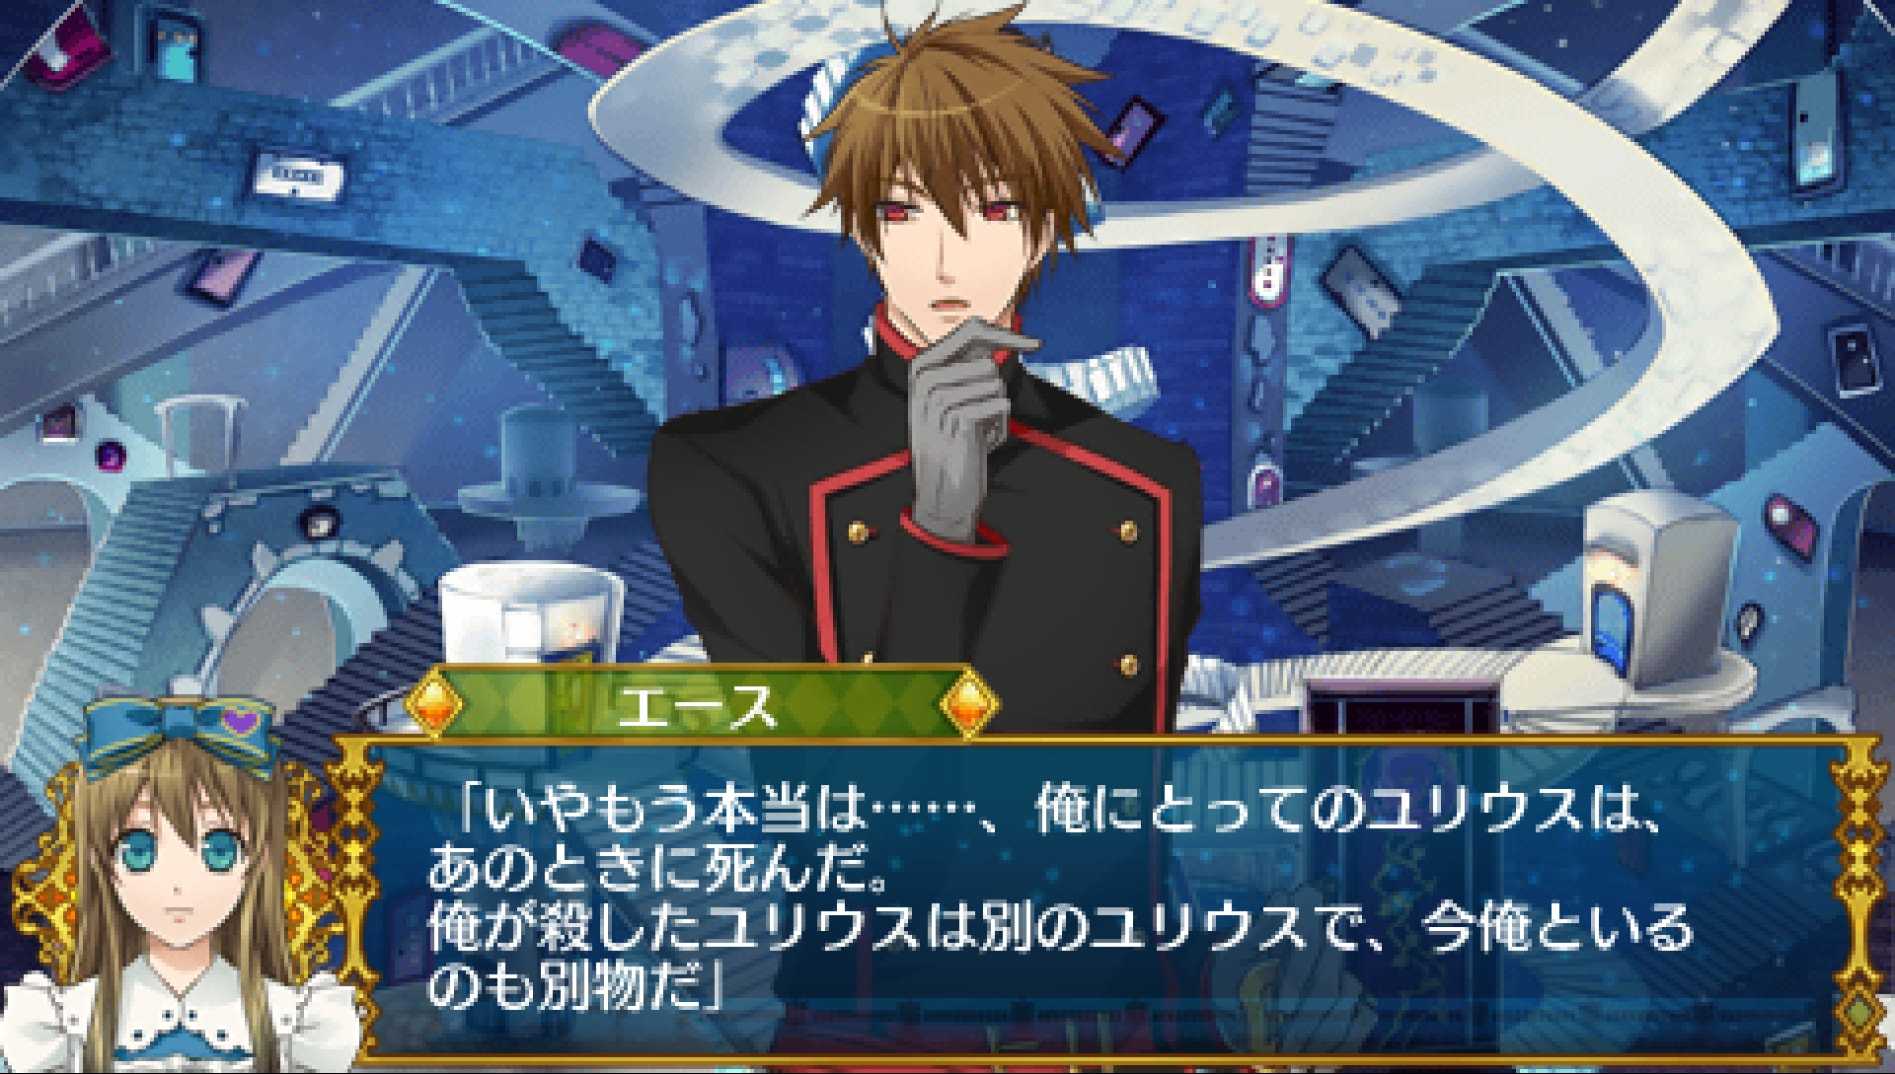 エース
「いやもう本当は……、俺にとってのユリウスは、
あのときに死んだ。
俺が殺したユリウスは別のユリウスで、今俺といる
のも別物だ」